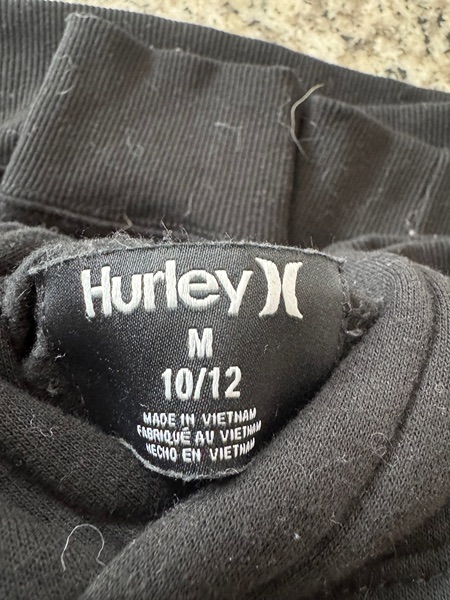 Hurley
M
10/12
MADE IN VIETNAM
FABRIQUÉ AU VIETNAM
HECHO EN VIETNAM